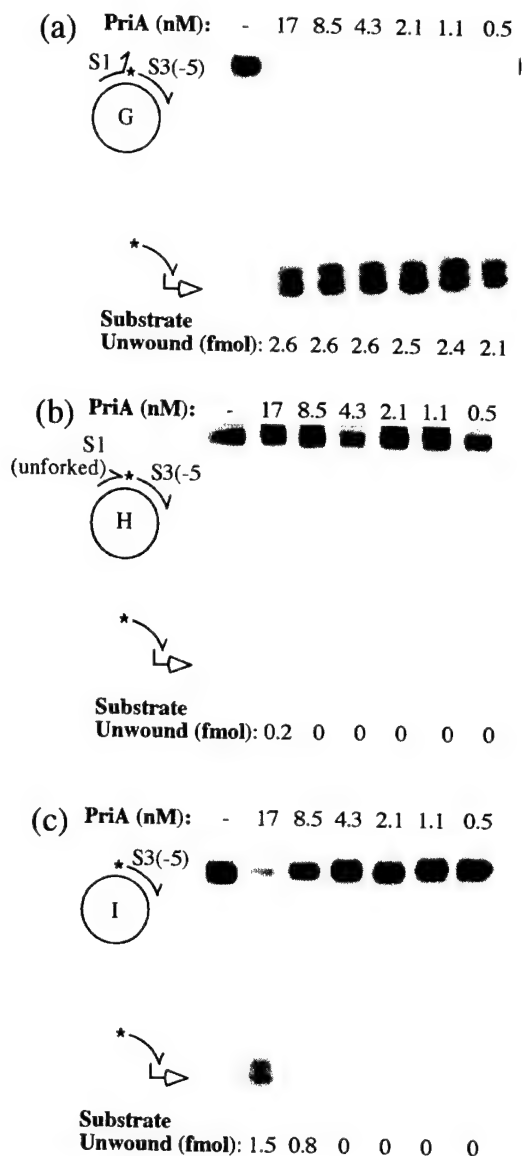 (a) PriA (nM): - 17 8.5 4.3 2.1 1.1 0.5
S1 * S3(-5)
G
*
Substrate
Unwound (fmol): 2.6 2.6 2.6 2.5 2.4 2.1
(b) PriA (nM): - 17 8.5 4.3 2.1 1.1 0.5
S1
(unforked) * S3(-5
H
*
Substrate
Unwound (fmol): 0.2 0 0 0 0 0
(c) PriA (nM): - 17 8.5 4.3 2.1 1.1 0.5
* S3(-5)
I
*
Substrate
Unwound (fmol): 1.5 0.8 0 0 0 0